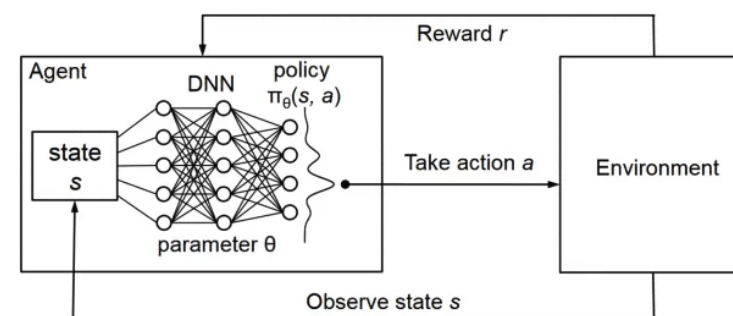 Reward r
Agent
policy
DNN
πθ(s, a)
state
s
Take action a
Environment
parameter θ
Observe state s